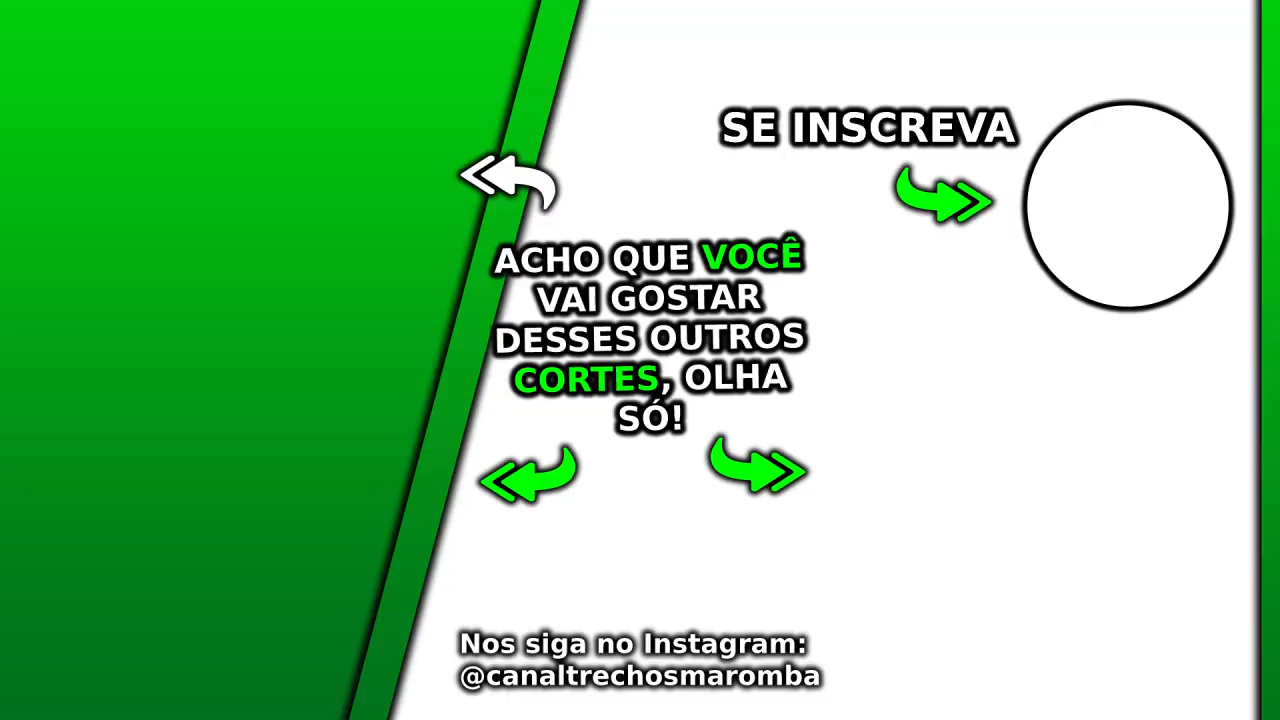 SE INSCREVA
ACHO QUE VOCÊ
VAI GOSTAR
DESSES OUTROS
CORTES, OLHA
SÓ!
Nos siga no Instagram:
@canaltrechosmaromba